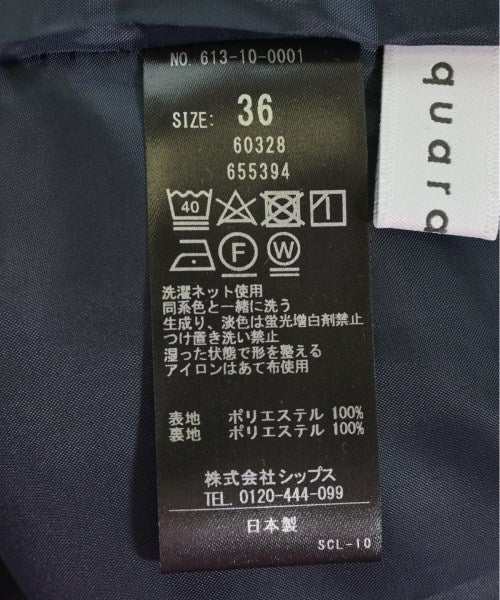 NO. 613-10-0001
SIZE: 36
60328
655394
40
F W
洗濯ネット使用
同系色と一緒に洗う
生成り、淡色は蛍光増白剤禁止
つけ置き洗い禁止
湿った状態で形を整える
アイロンはあて布使用
表地 ポリエステル 100%
裏地 ポリエステル 100%
株式会社シップス
TEL. 0120-444-099
日本製
SCL-10
quara